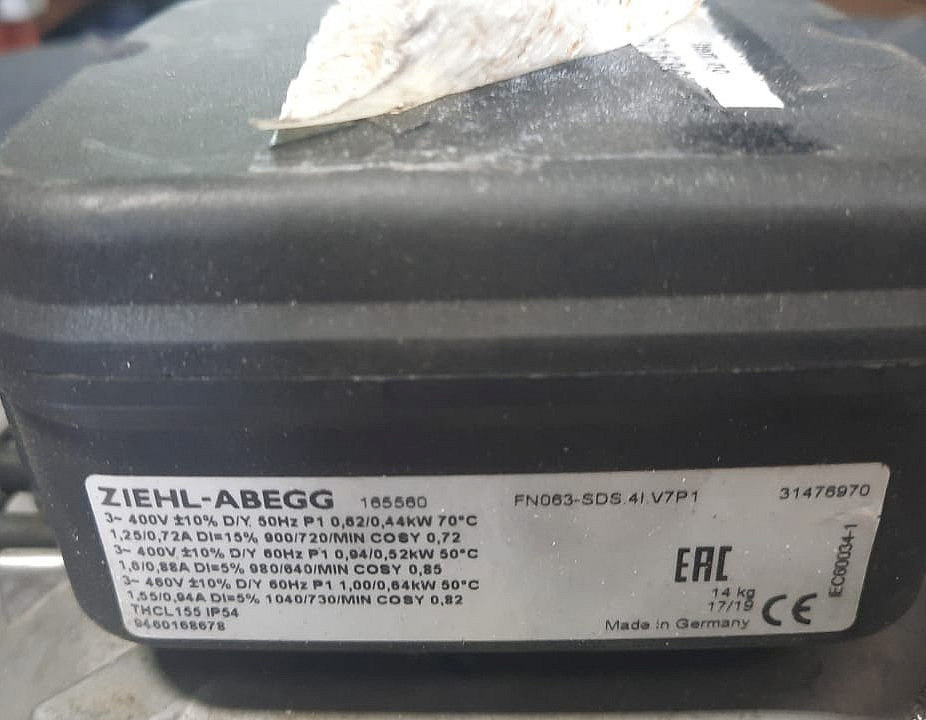 ZIEHL-ABEGG 165560 FN063-SDS.4I.V7P1 31476970
3~ 400V ±10% D/Y 50Hz P1 0,62/0,44kW 70°C
1,25/0,72A DI=15% 900/720/MIN COSY 0,72
3~ 400V ±10% D/Y 60Hz P1 0,94/0,52kW 50°C
1,6/0,88A DI=5% 980/640/MIN COSY 0,85
3~ 460V ±10% D/Y 60Hz P1 1,00/0,64kW 50°C
1,55/0,94A DI=5% 1040/730/MIN COSY 0,82
THCL155 IP54
9460168678
EAC
14 kg
17/19
CE
Made in Germany
IEC60034-1